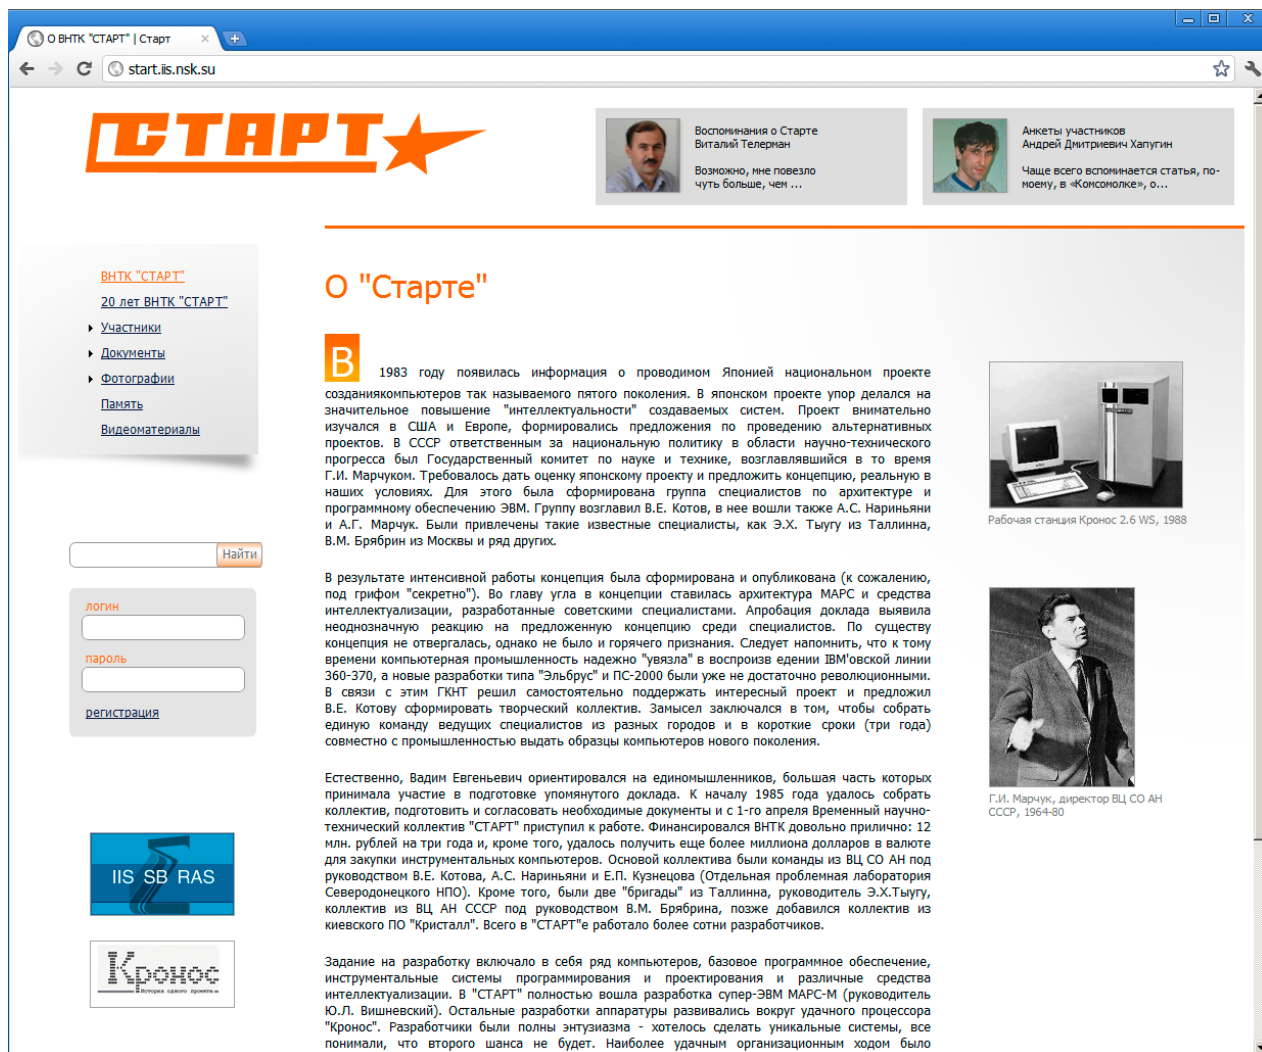 О ВНТК "СТАРТ" | Старт
start.iis.nsk.su
СТАРТ
Воспоминания о Старте
Виталий Телерман
Возможно, мне повезло
чуть больше, чем ...
Анкеты участников
Андрей Дмитриевич Хапугин
Чаще всего вспоминается статья, по-
моему, в «Комсомолке», о...
ВНТК "СТАРТ"
20 лет ВНТК "СТАРТ"
Участники
Документы
Фотографии
Память
Видеоматериалы
Найти
логин
пароль
регистрация
IIS SB RAS
Кронос
История одного проекта
О "Старте"
В 1983 году появилась информация о проводимом Японией национальном проекте
созданиякомпьютеров так называемого пятого поколения. В японском проекте упор делался на
значительное повышение "интеллектуальности" создаваемых систем. Проект внимательно
изучался в США и Европе, формировались предложения по проведению альтернативных
проектов. В СССР ответственным за национальную политику в области научно-технического
прогресса был Государственный комитет по науке и технике, возглавлявшийся в то время
Г.И. Марчуком. Требовалось дать оценку японскому проекту и предложить концепцию, реальную в
наших условиях. Для этого была сформирована группа специалистов по архитектуре и
программному обеспечению ЭВМ. Группу возглавил В.Е. Котов, в нее вошли также А.С. Нариньяни
и А.Г. Марчук. Были привлечены такие известные специалисты, как Э.Х. Тыугу из Таллинна,
В.М. Брябрин из Москвы и ряд других.
В результате интенсивной работы концепция была сформирована и опубликована (к сожалению,
под грифом "секретно"). Во главу угла в концепции ставилась архитектура МАРС и средства
интеллектуализации, разработанные советскими специалистами. Апробация доклада выявила
неоднозначную реакцию на предложенную концепцию среди специалистов. По существу
концепция не отвергалась, однако не было и горячего признания. Следует напомнить, что к тому
времени компьютерная промышленность надежно "увязла" в воспроизв едении IBM'овской линии
360-370, а новые разработки типа "Эльбрус" и ПС-2000 были уже не достаточно революционными.
В связи с этим ГКНТ решил самостоятельно поддержать интересный проект и предложил
В.Е. Котову сформировать творческий коллектив. Замысел заключался в том, чтобы собрать
единую команду ведущих специалистов из разных городов и в короткие сроки (три года)
совместно с промышленностью выдать образцы компьютеров нового поколения.
Естественно, Вадим Евгеньевич ориентировался на единомышленников, большая часть которых
принимала участие в подготовке упомянутого доклада. К началу 1985 года удалось собрать
коллектив, подготовить и согласовать необходимые документы и с 1-го апреля Временный научно-
технический коллектив "СТАРТ" приступил к работе. Финансировался ВНТК довольно прилично: 12
млн. рублей на три года и, кроме того, удалось получить еще более миллиона долларов в валюте
для закупки инструментальных компьютеров. Основой коллектива были команды из ВЦ СО АН под
руководством В.Е. Котова, А.С. Нариньяни и Е.П. Кузнецова (Отдельная проблемная лаборатория
Северодонецкого НПО). Кроме того, были две "бригады" из Таллинна, руководитель Э.Х.Тыугу,
коллектив из ВЦ АН СССР под руководством В.М. Брябрина, позже добавился коллектив из
киевского ПО "Кристалл". Всего в "СТАРТ"е работало более сотни разработчиков.
Задание на разработку включало в себя ряд компьютеров, базовое программное обеспечение,
инструментальные системы программирования и проектирования и различные средства
интеллектуализации. В "СТАРТ" полностью вошла разработка супер-ЭВМ МАРС-М (руководитель
Ю.Л. Вишневский). Остальные разработки аппаратуры развивались вокруг удачного процессора
"Кронос". Разработчики были полны энтузиазма - хотелось сделать уникальные системы, все
понимали, что второго шанса не будет. Наиболее удачным организационным ходом было
Рабочая станция Кронос 2.6 WS, 1988
Г.И. Марчук, директор ВЦ СО АН
СССР, 1964-80